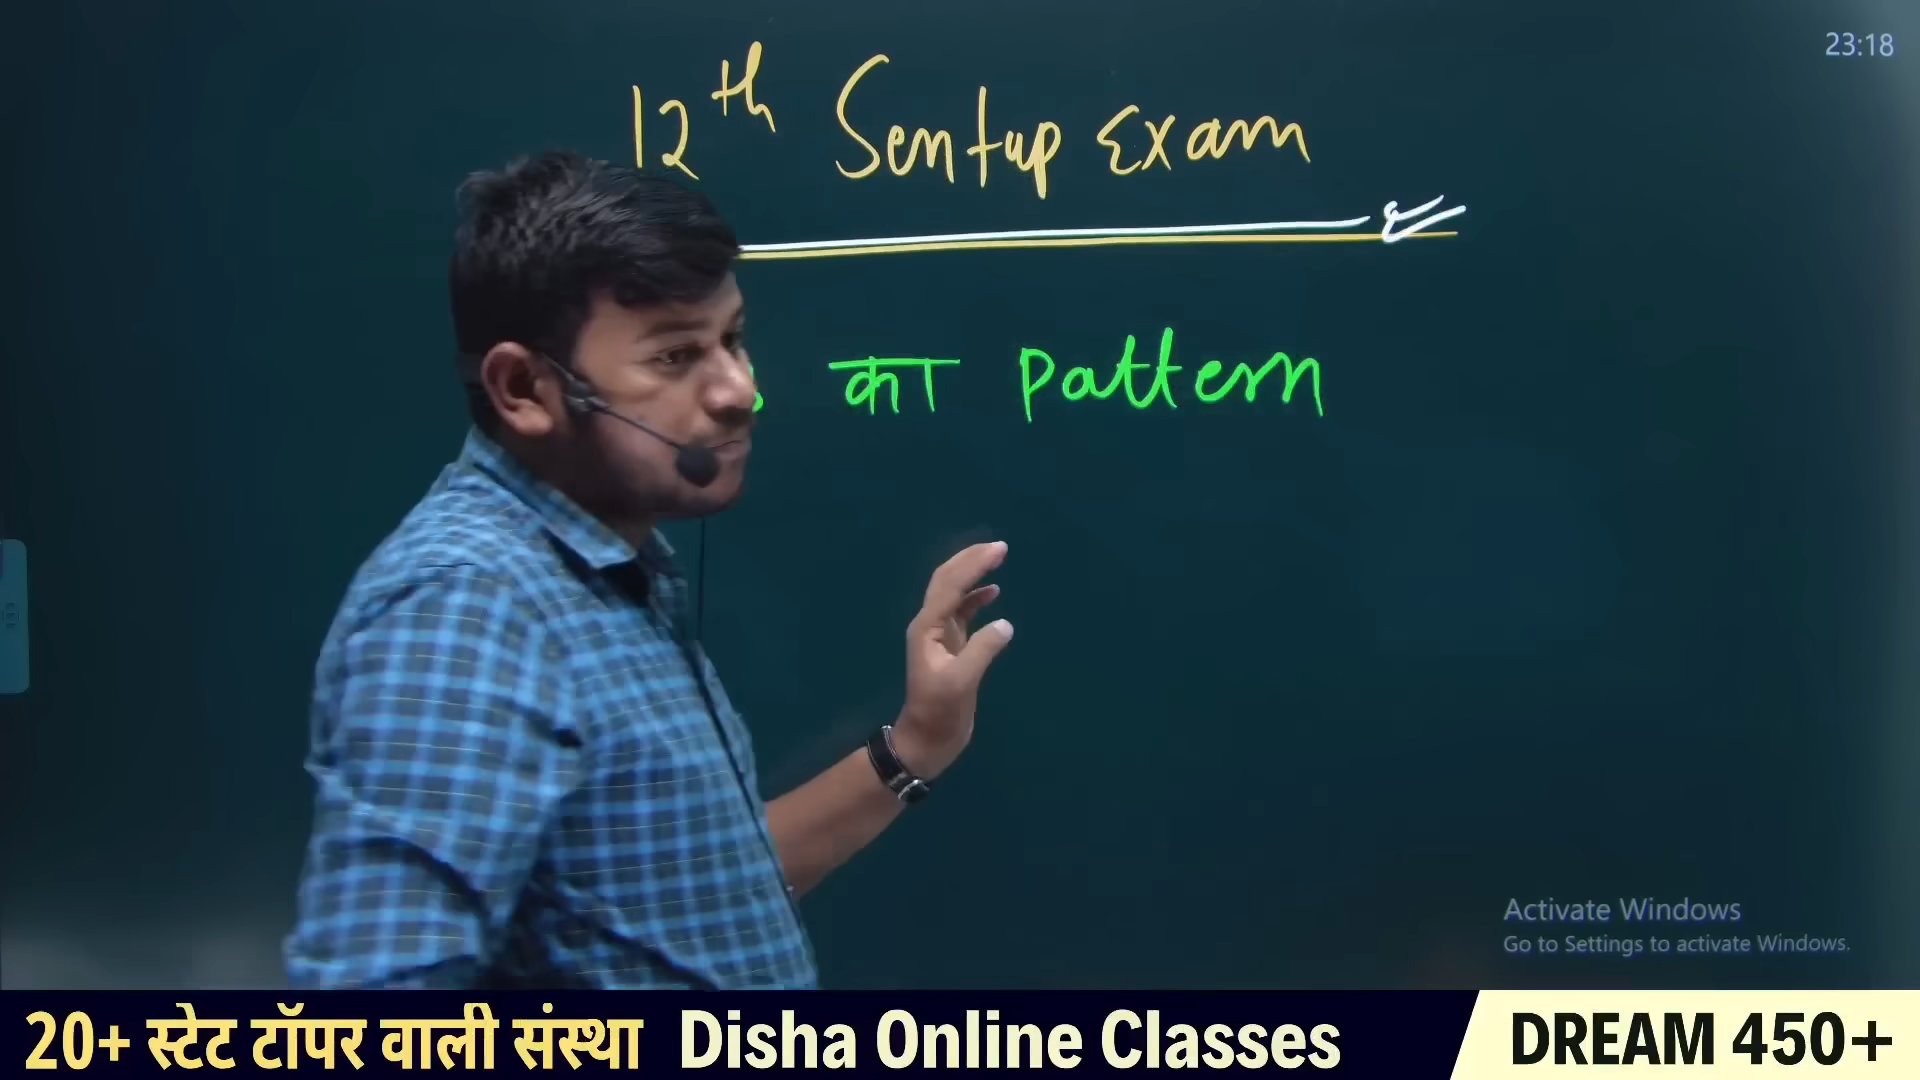 23:18
12th Sentup Exam
का pattern
Activate Windows
Go to Settings to activate Windows.
20+ स्टेट टॉपर वाली संस्था Disha Online Classes DREAM 450+